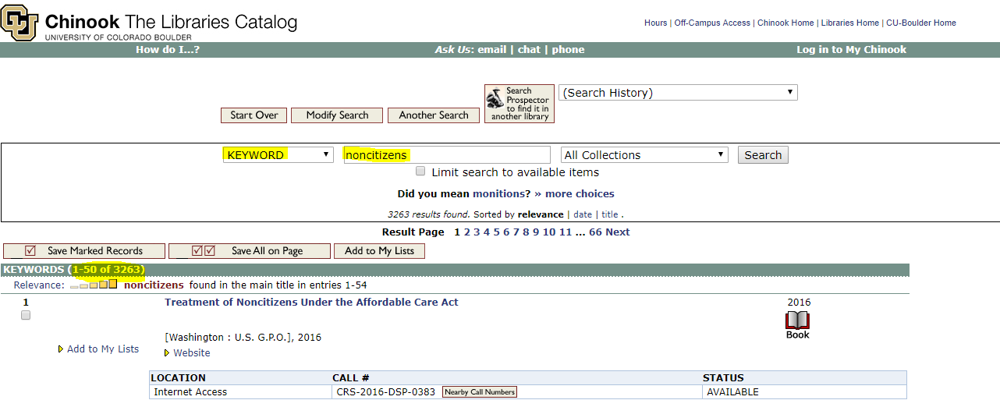 CU
Chinook The Libraries Catalog
UNIVERSITY OF COLORADO BOULDER
Hours | Off-Campus Access | Chinook Home | Libraries Home | CU-Boulder Home
How do I...?
Ask Us: email | chat | phone
Log in to My Chinook
Search
Prospector
to find it in
another library
(Search History)
Start Over
Modify Search
Another Search
KEYWORD
noncitizens
All Collections
Search
Limit search to available items
Did you mean monitions? » more choices
3263 results found. Sorted by relevance | date | title .
Result Page 1 2 3 4 5 6 7 8 9 10 11 ... 66 Next
Save Marked Records
Save All on Page
Add to My Lists
KEYWORDS (1-50 of 3263)
Relevance: noncitizens found in the main title in entries 1-54
1
Treatment of Noncitizens Under the Affordable Care Act
2016
Book
[Washington : U.S. G.P.O.], 2016
Add to My Lists
Website
LOCATION CALL # STATUS
Internet Access CRS-2016-DSP-0383 Nearby Call Numbers AVAILABLE